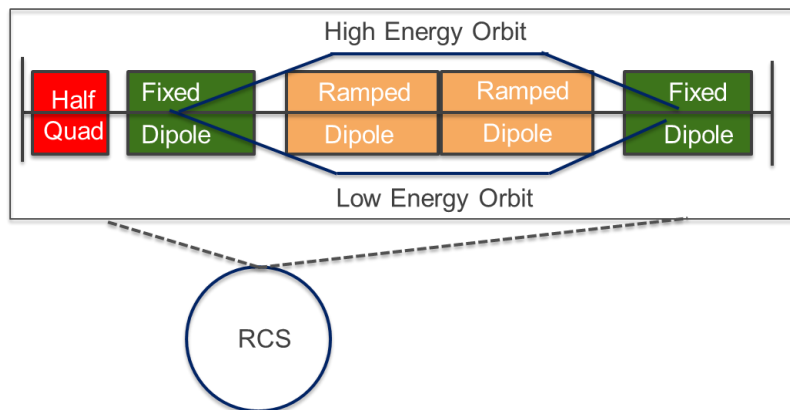 High Energy Orbit
Half
Quad
Fixed
Dipole
Ramped
Dipole
Ramped
Dipole
Fixed
Dipole
Low Energy Orbit
RCS